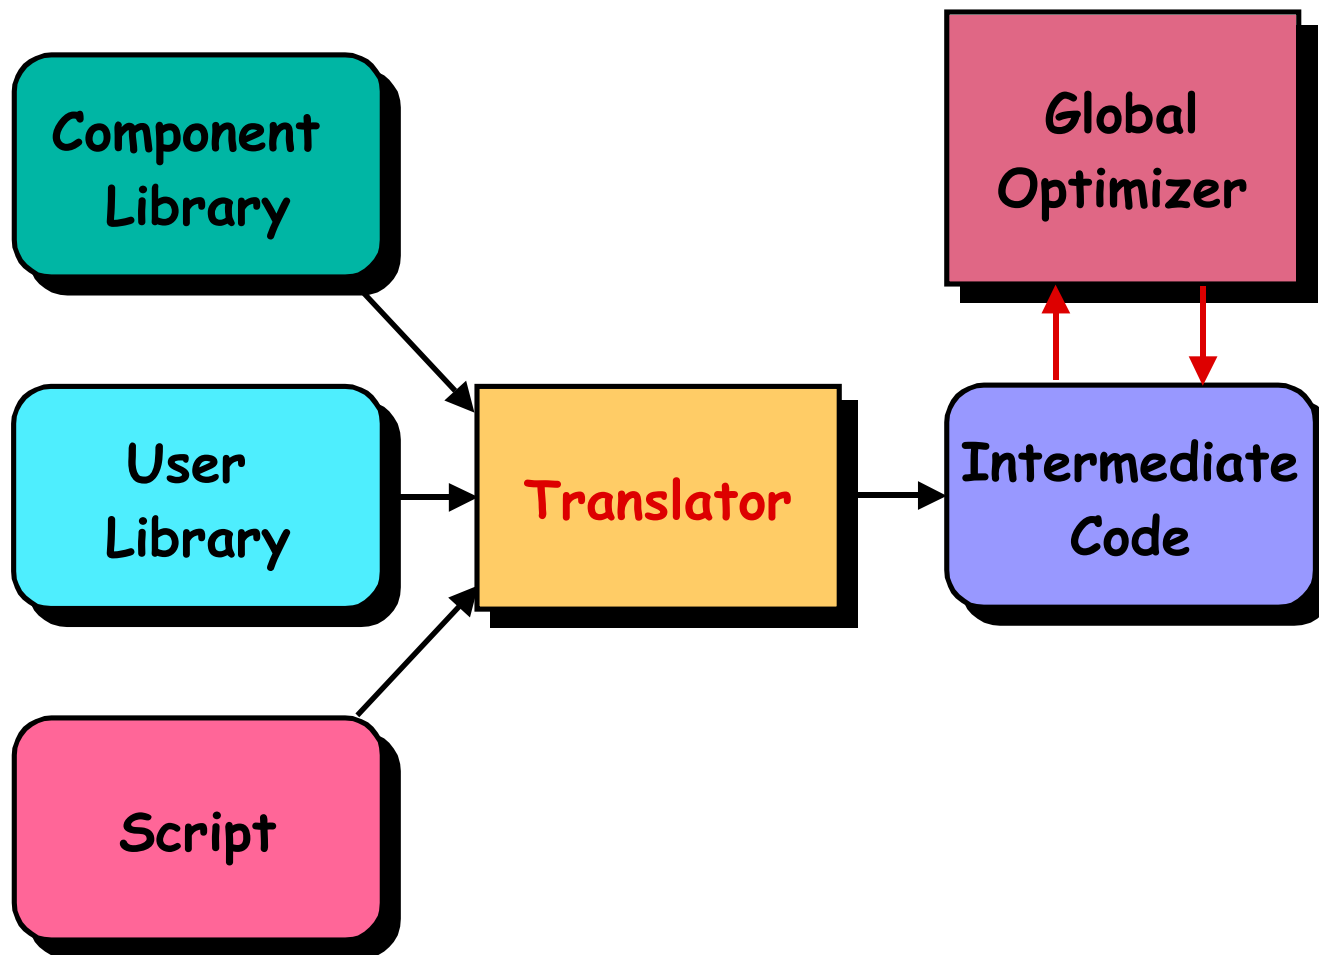 Component
Library
Global
Optimizer
User
Library
Translator
Intermediate
Code
Script